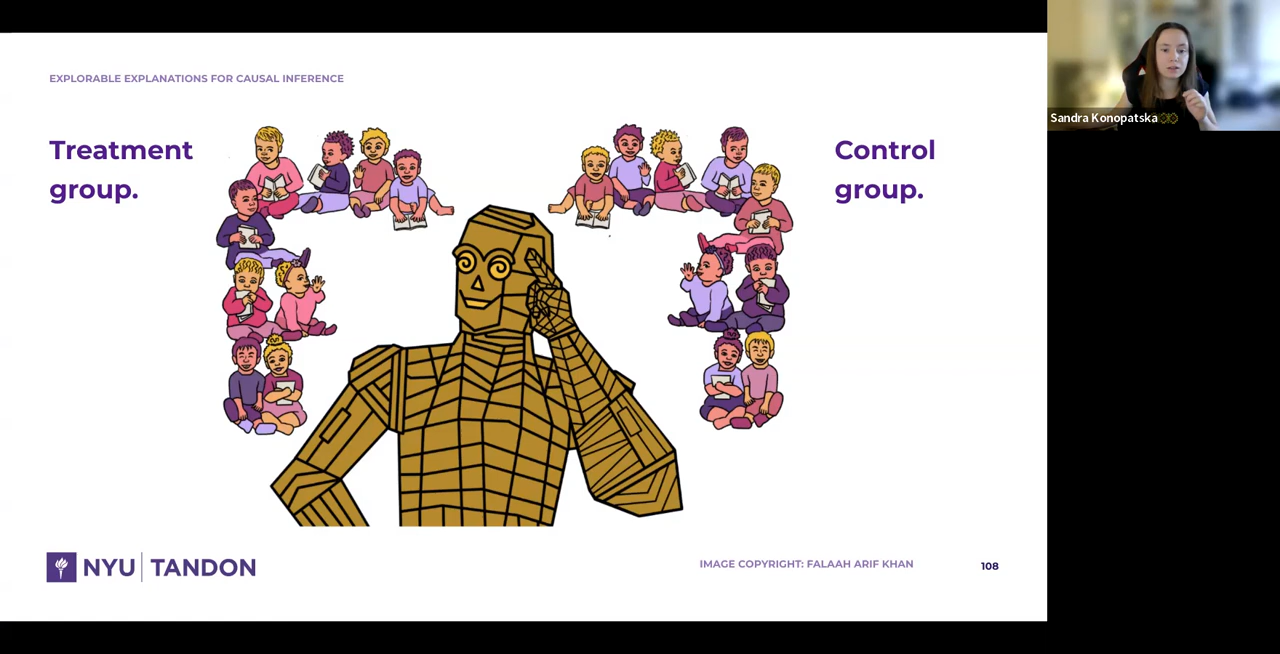 EXPLORABLE EXPLANATIONS FOR CAUSAL INFERENCE
Treatment
group.
Control
group.
NYU TANDON
IMAGE COPYRIGHT: FALAAH ARIF KHAN
108
Sandra Konopatska